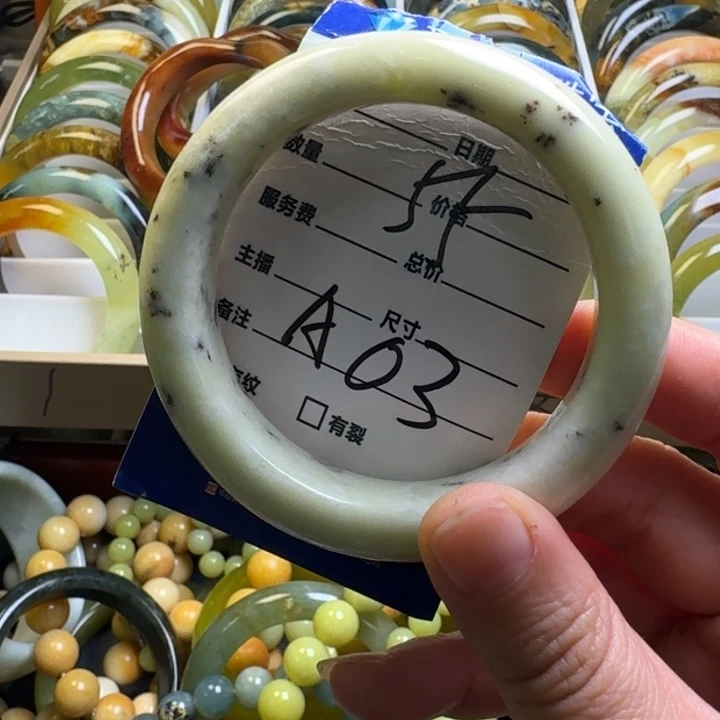 数量 日期
服务费 价格
主播 总价
备注 尺寸
A03
纹
有裂